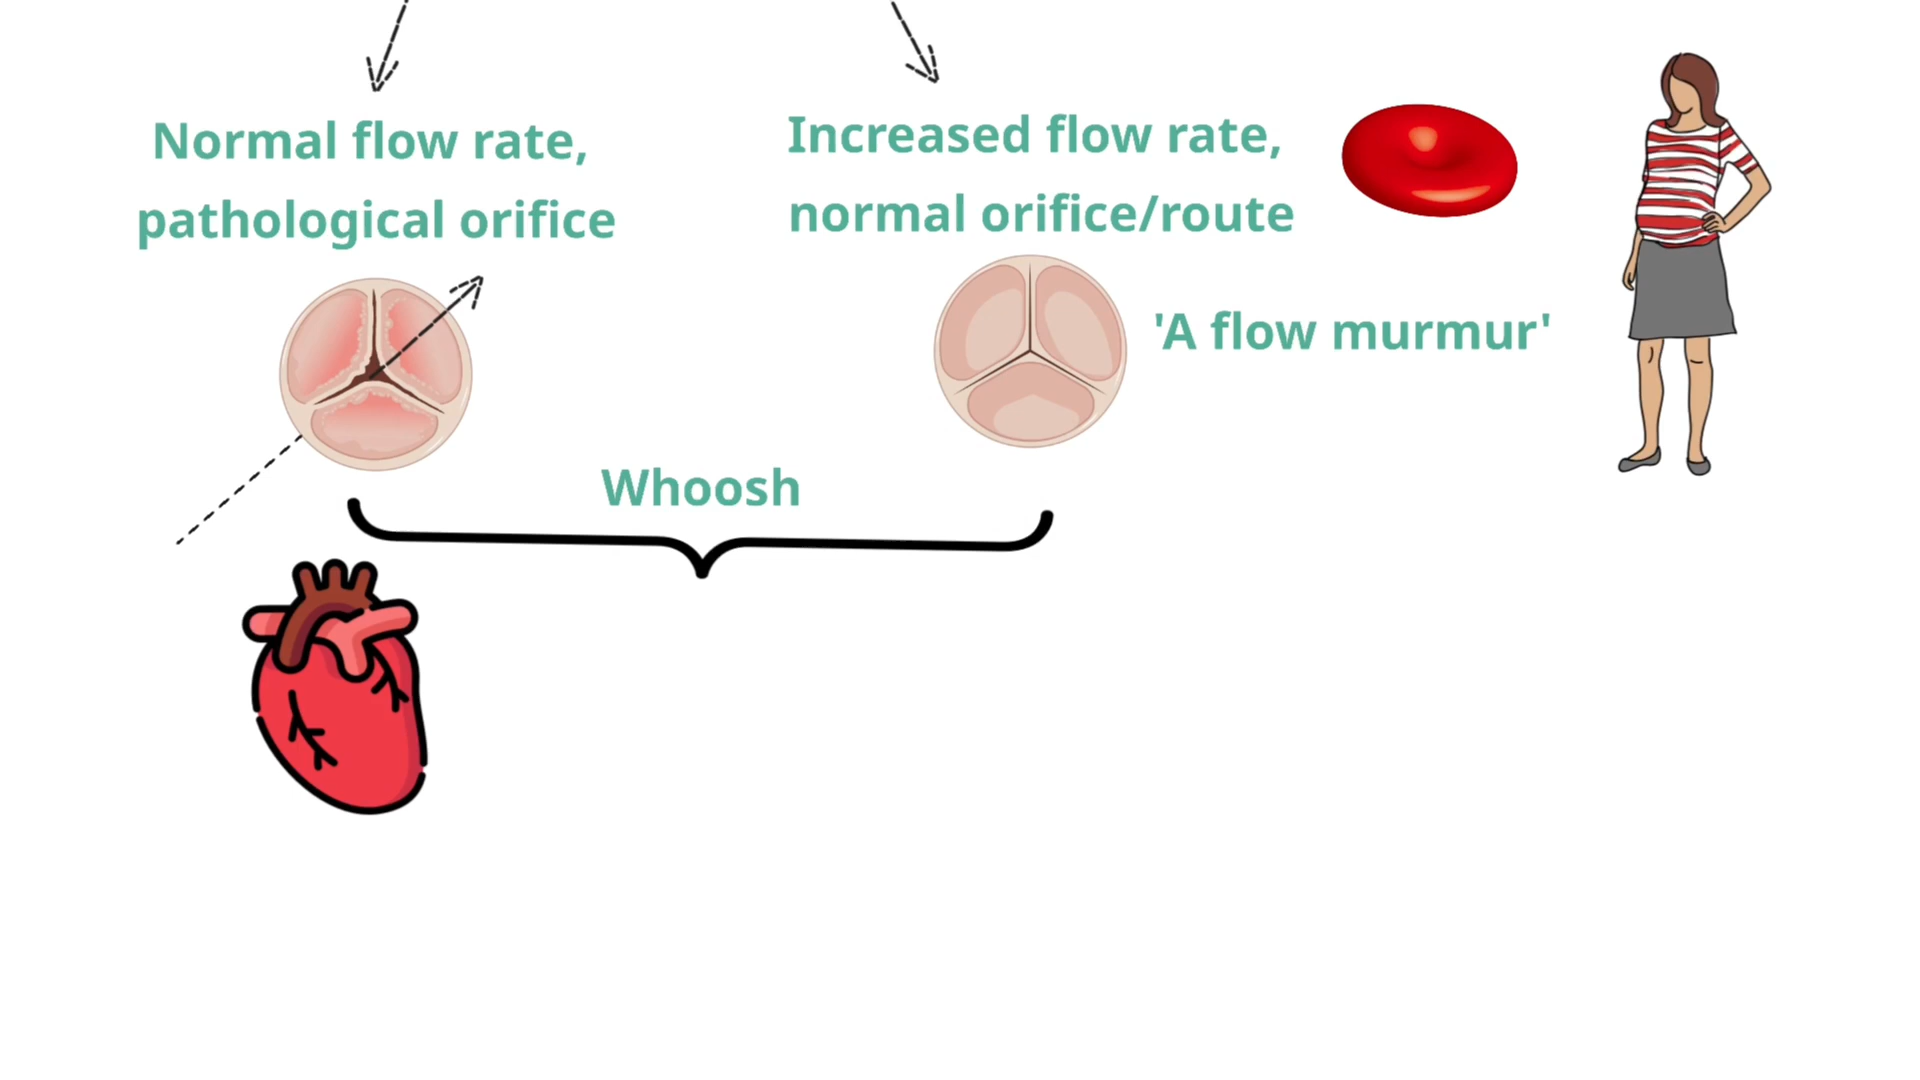 Normal flow rate,
pathological orifice
Increased flow rate,
normal orifice/route
'A flow murmur'
Whoosh